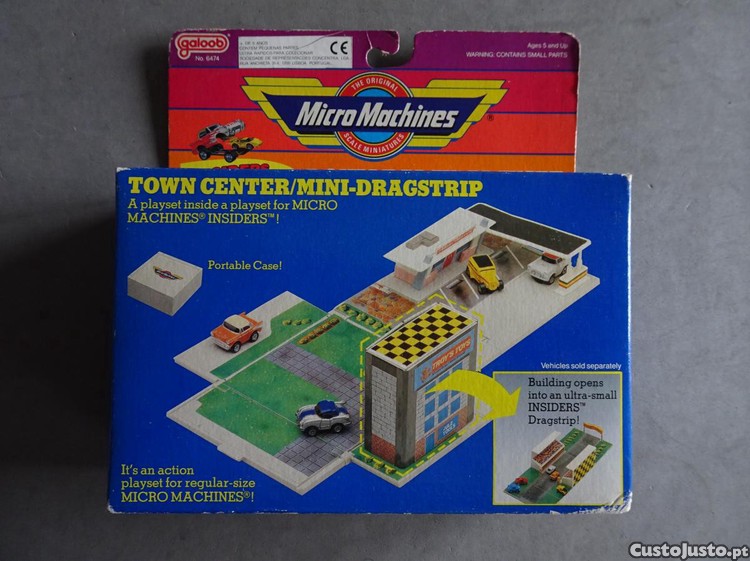 galoob
No. 6474
CE
Ages 5 and Up
WARNING: CONTAINS SMALL PARTS
THE ORIGINAL
Micro Machines®
SCALE MINIATURES
TOWN CENTER/MINI-DRAGSTRIP
A playset inside a playset for MICRO
MACHINES® INSIDERS™!
Portable Case!
TROY'S TOYS
Vehicles sold separately
Building opens
into an ultra-small
INSIDERS™
Dragstrip!
It's an action
playset for regular-size
MICRO MACHINES®!
CustoJusto.pt